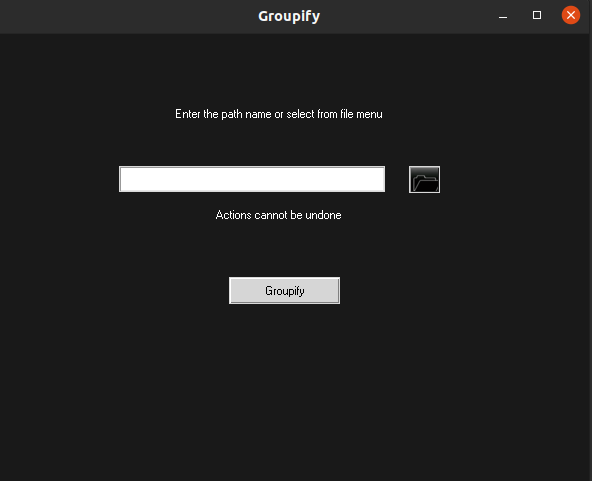 Groupify
Enter the path name or select from file menu
Actions cannot be undone
Groupify